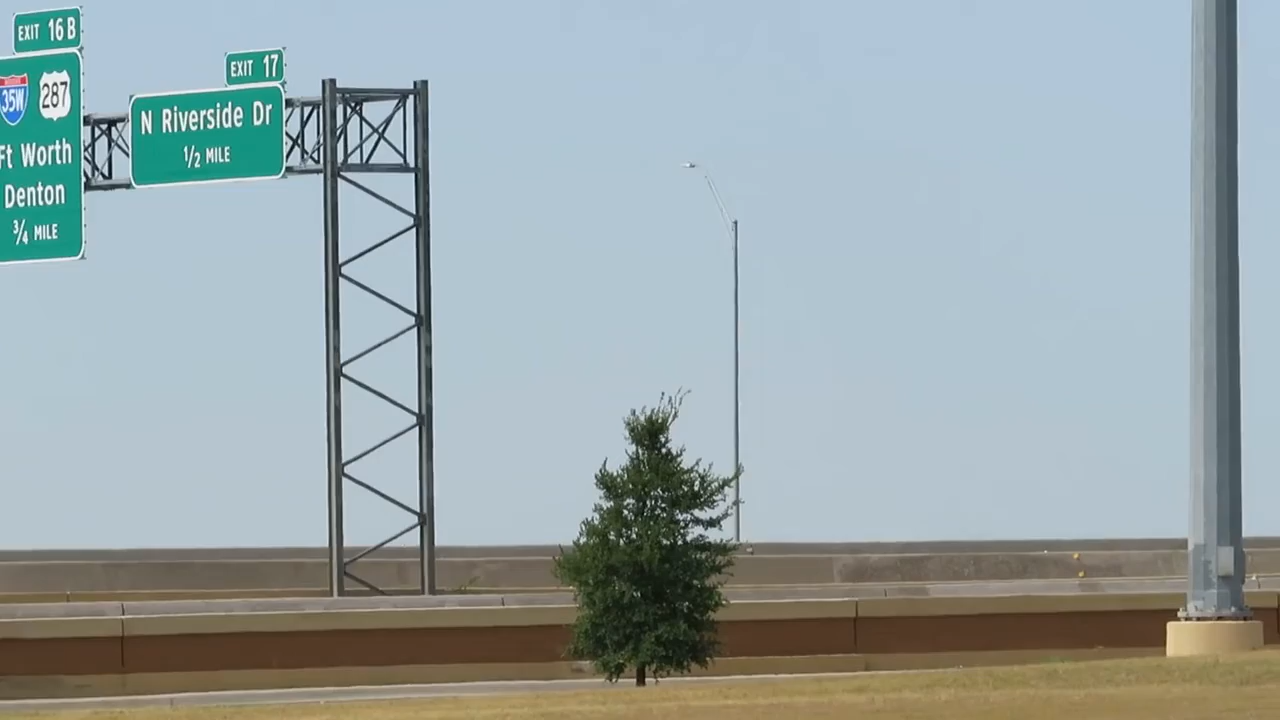 EXIT 16 B
35W 287
Ft Worth
Denton
3/4 MILE
EXIT 17
N Riverside Dr
1/2 MILE